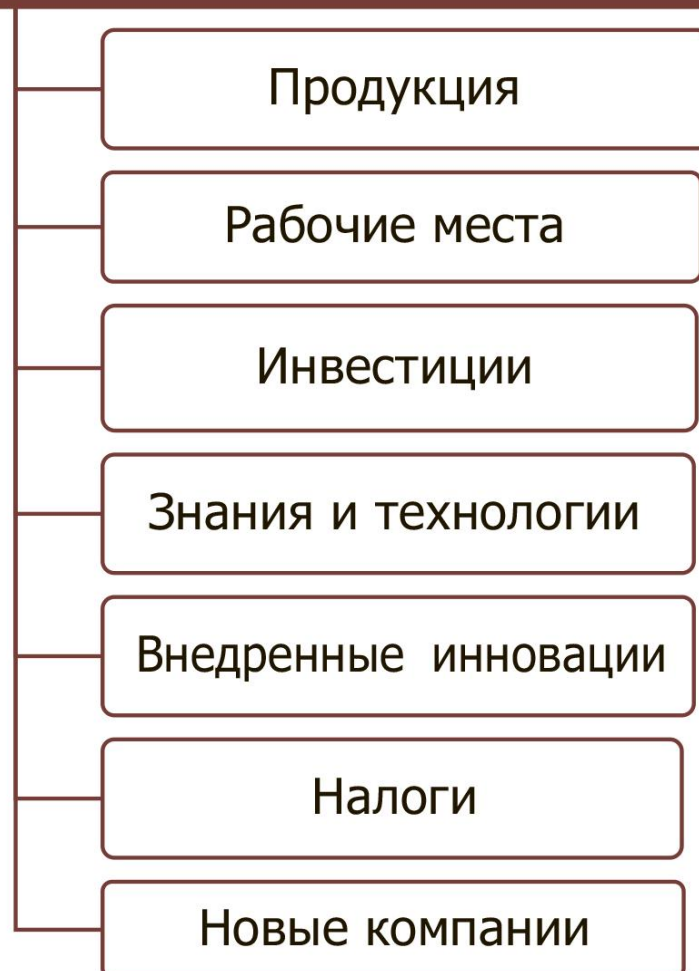 Продукция
Рабочие места
Инвестиции
Знания и технологии
Внедренные инновации
Налоги
Новые компании